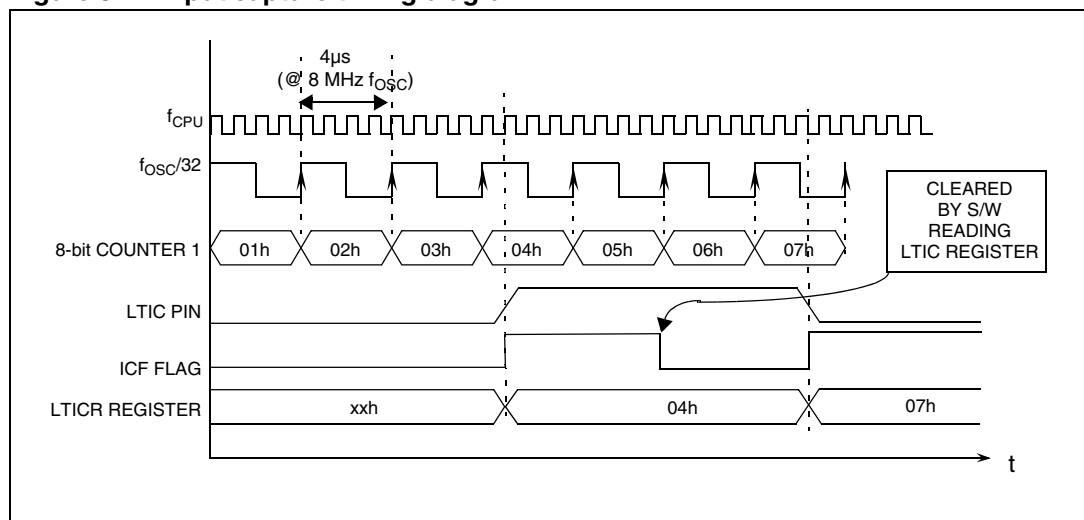 4µs
(@ 8 MHz fOSC)
fCPU
fOSC/32
CLEARED
BY S/W
READING
LTIC REGISTER
8-bit COUNTER 1
01h
02h
03h
04h
05h
06h
07h
LTIC PIN
ICF FLAG
LTICR REGISTER
xxh
04h
07h
t